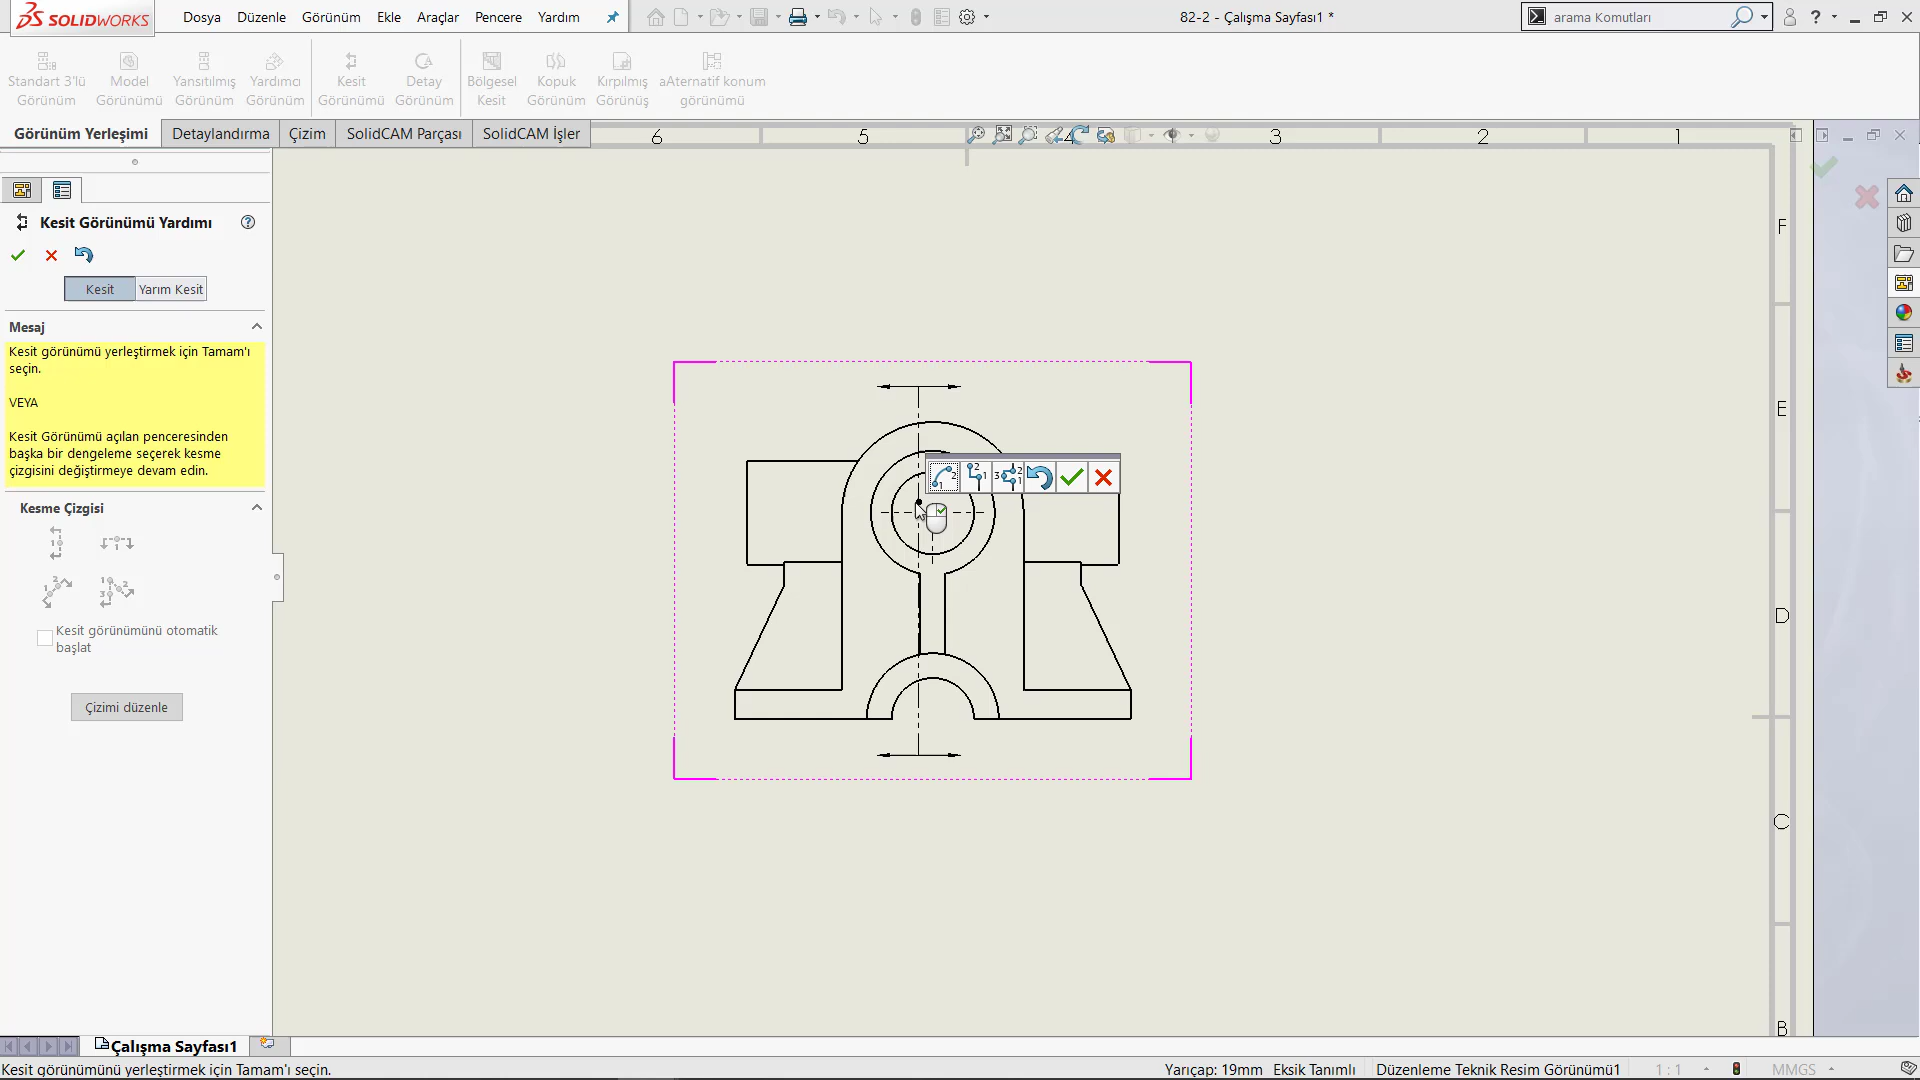 SOLIDWORKS
Dosya Düzenle Görünüm Ekle Araçlar Pencere Yardım
82-2 - Çalışma Sayfası1 *
arama Komutları
Standart 3'lü Görünüm
Model Görünümü
Yansıtılmış Görünüm
Yardımcı Görünüm
Kesit Görünümü
Detay Görünüm
Bölgesel Kesit
Kopuk Görünüm
Kırpılmış Görünüş
aAternatif konum görünümü
Görünüm Yerleşimi Detaylandırma Çizim SolidCAM Parçası SolidCAM İşler
6 5 4 3 2 1
Kesit Görünümü Yardımı
Kesit Yarım Kesit
Mesaj
Kesit görünümü yerleştirmek için Tamam'ı
seçin.
VEYA
Kesit Görünümü açılan penceresinden
başka bir dengeleme seçerek kesme
çizgisini değiştirmeye devam edin.
Kesme Çizgisi
Kesit görünümünü otomatik
başlat
Çizimi düzenle
F
E
D
C
B
Çalışma Sayfası1
Kesit görünümünü yerleştirmek için Tamam'ı seçin.
Yarıçap: 19mm Eksik Tanımlı Düzenleme Teknik Resim Görünümü1 1 : 1 MMGS